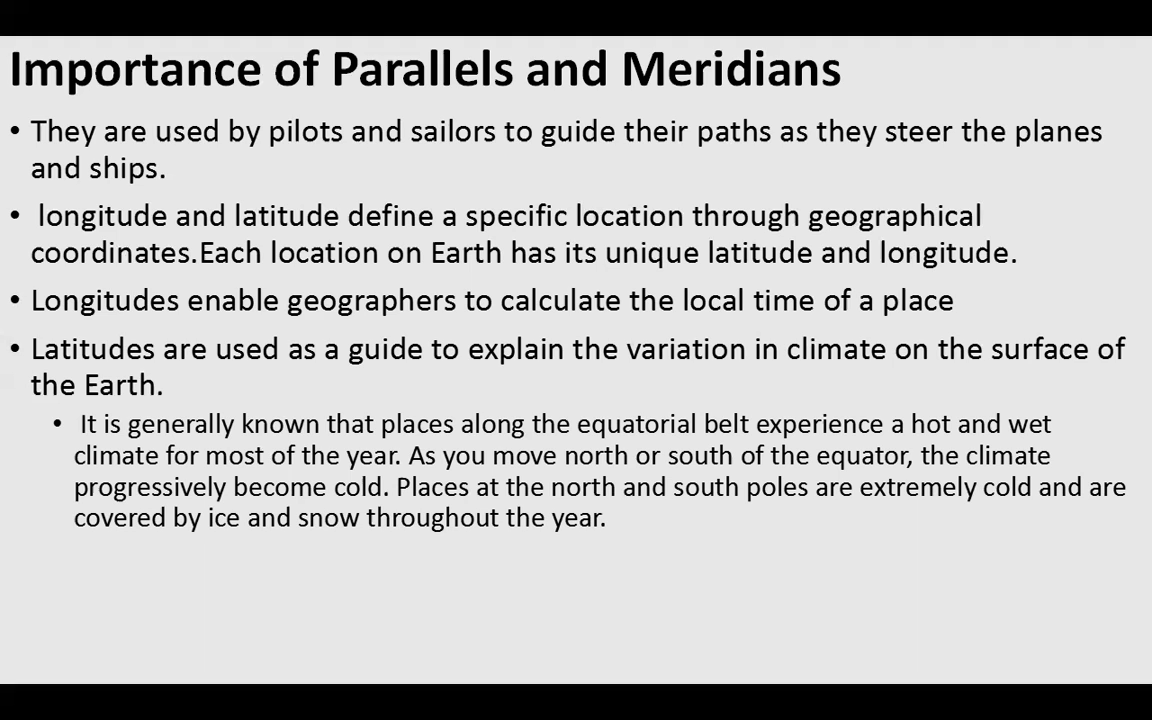 Importance of Parallels and Meridians
• They are used by pilots and sailors to guide their paths as they steer the planes
and ships.
• longitude and latitude define a specific location through geographical
coordinates.Each location on Earth has its unique latitude and longitude.
• Longitudes enable geographers to calculate the local time of a place
• Latitudes are used as a guide to explain the variation in climate on the surface of
the Earth.
• It is generally known that places along the equatorial belt experience a hot and wet
climate for most of the year. As you move north or south of the equator, the climate
progressively become cold. Places at the north and south poles are extremely cold and are
covered by ice and snow throughout the year.